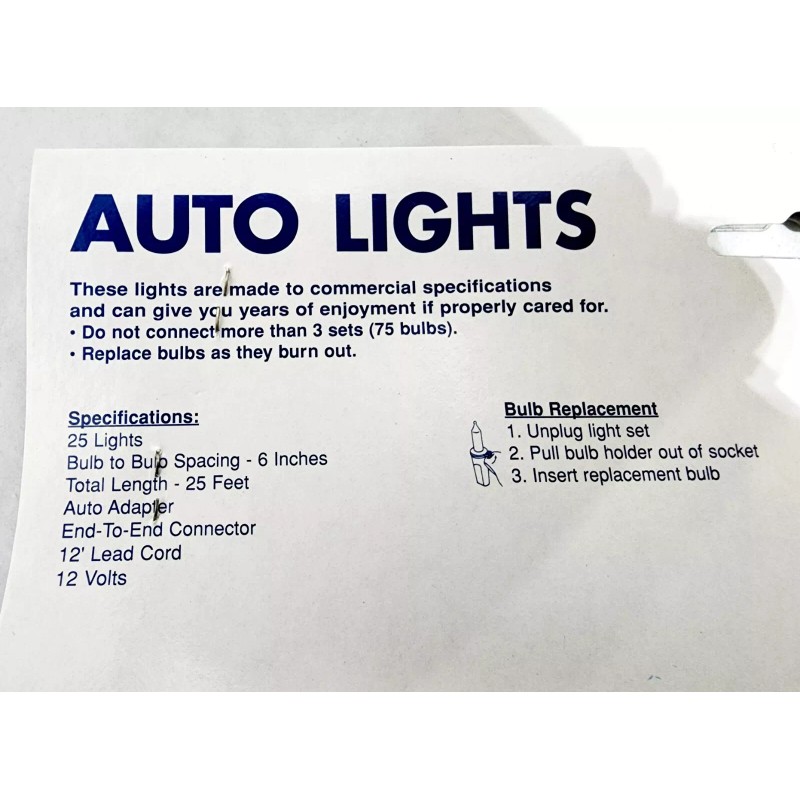 AUTO LIGHTS
These lights are made to commercial specifications
and can give you years of enjoyment if properly cared for.
• Do not connect more than 3 sets (75 bulbs).
• Replace bulbs as they burn out.
Specifications:
25 Lights
Bulb to Bulb Spacing - 6 Inches
Total Length - 25 Feet
Auto Adapter
End-To-End Connector
12' Lead Cord
12 Volts
Bulb Replacement
1. Unplug light set
2. Pull bulb holder out of socket
3. Insert replacement bulb